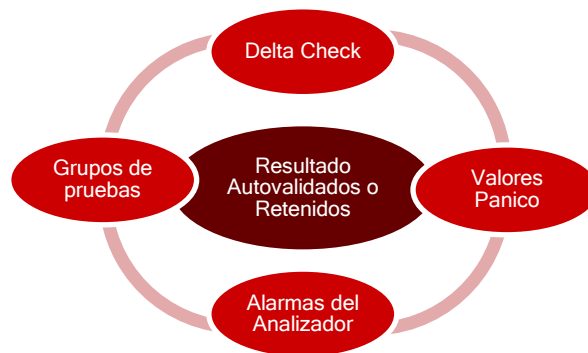 Delta Check
Grupos de
pruebas
Resultado
Autovalidados o
Retenidos
Valores
Panico
Alarmas del
Analizador